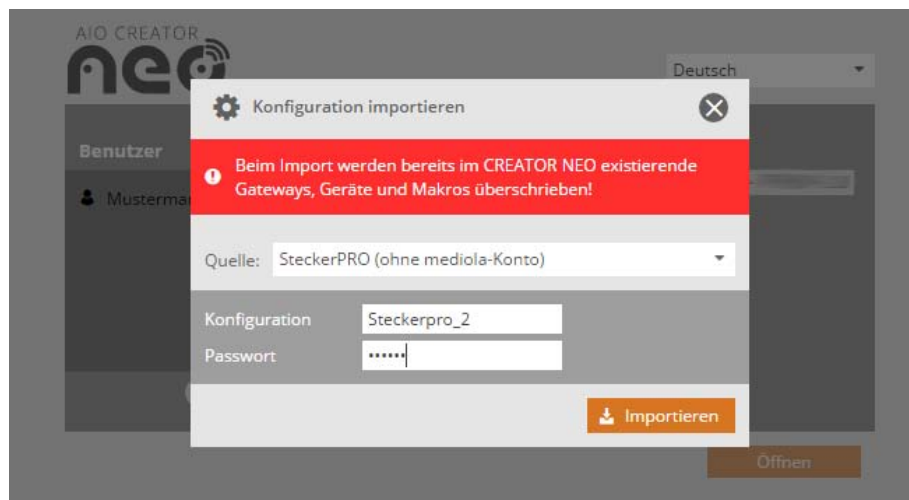 AIO CREATOR
neo
Deutsch
Konfiguration importieren
Benutzer
Beim Import werden bereits im CREATOR NEO existierende
Gateways, Geräte und Makros überschrieben!
Musterma
Quelle: SteckerPRO (ohne mediola-Konto)
Konfiguration Steckerpro_2
Passwort ••••••
Importieren
Öffnen